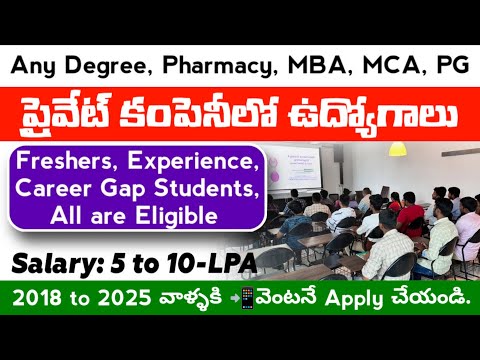 Any Degree, Pharmacy, MBA, MCA, PG
ప్రైవేట్ కంపెనీలో ఉద్యోగాలు
Freshers, Experience,
Career Gap Students,
All are Eligible
Salary: 5 to 10-LPA
2018 to 2025 వాళ్ళకి 📲వెంటనే Apply చేయండి.